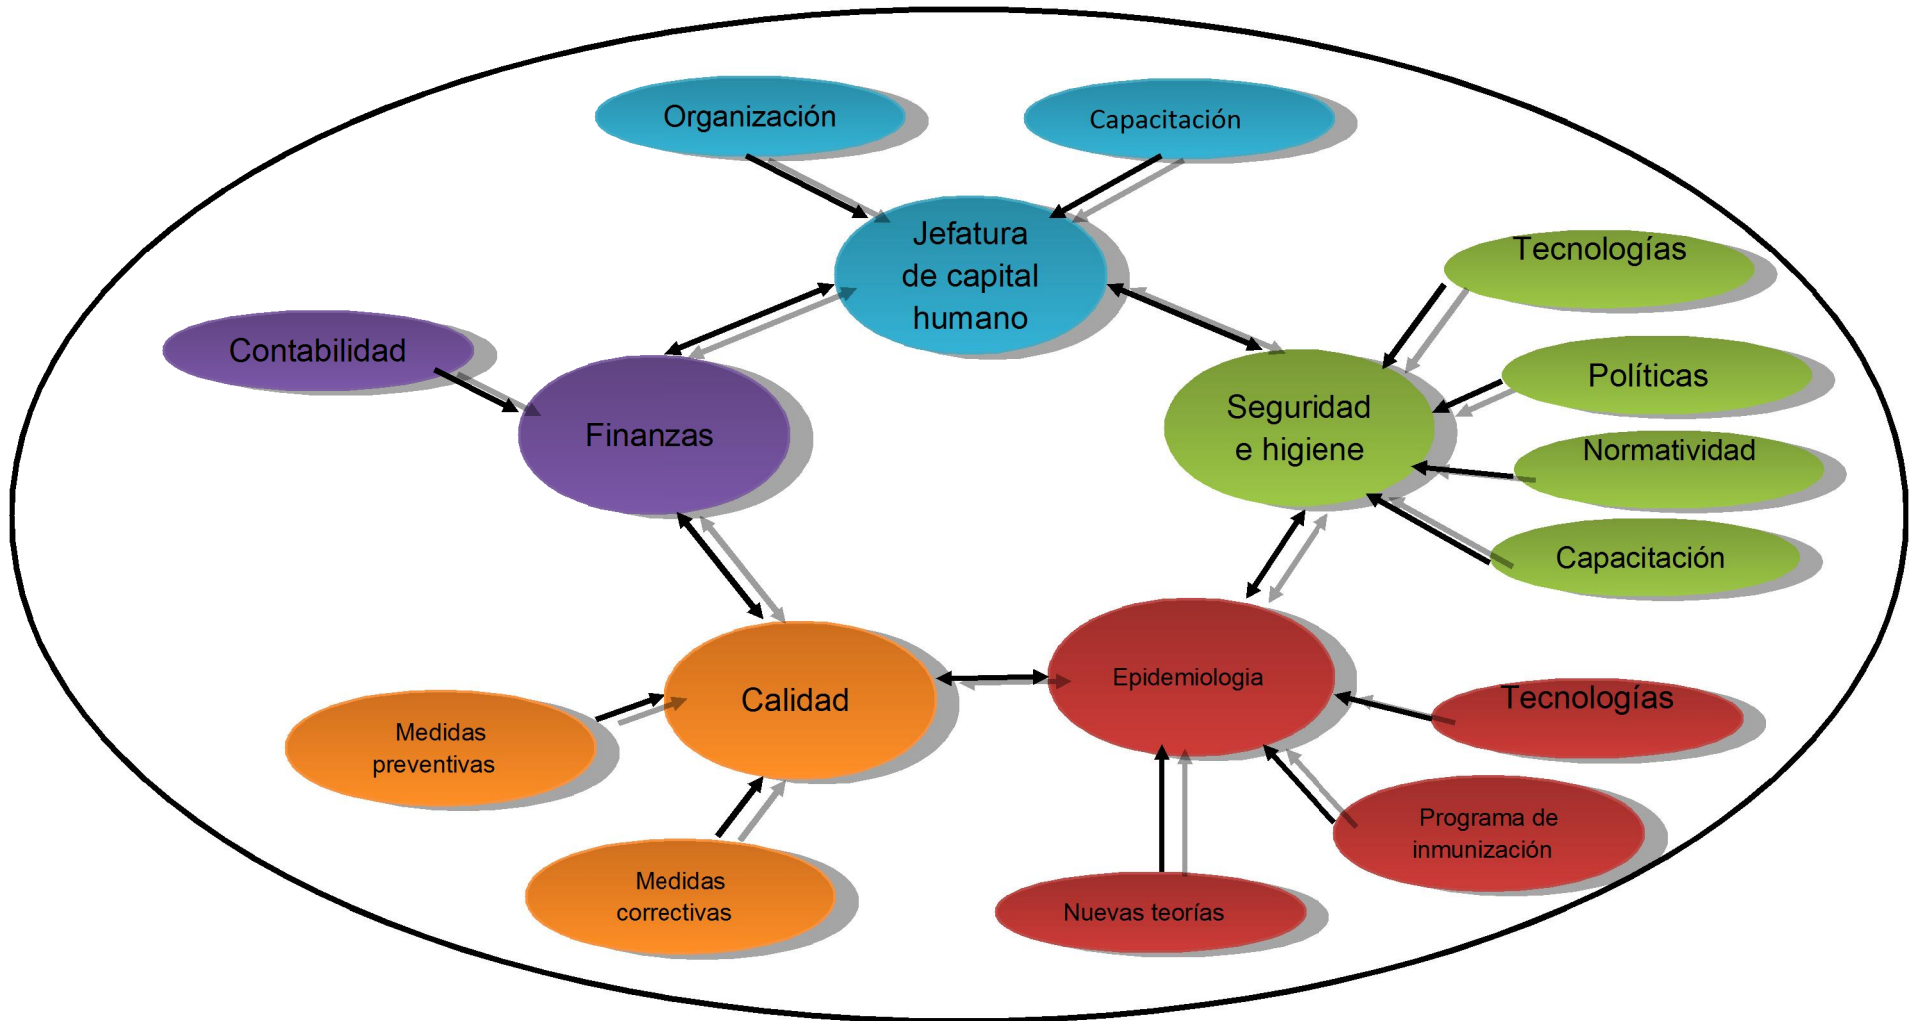 Organización
Capacitación
Jefatura
de capital
humano
Tecnologías
Contabilidad
Políticas
Finanzas
Seguridad
e higiene
Normatividad
Capacitación
Calidad
Epidemiologia
Tecnologías
Medidas
preventivas
Programa de
inmunización
Medidas
correctivas
Nuevas teorías